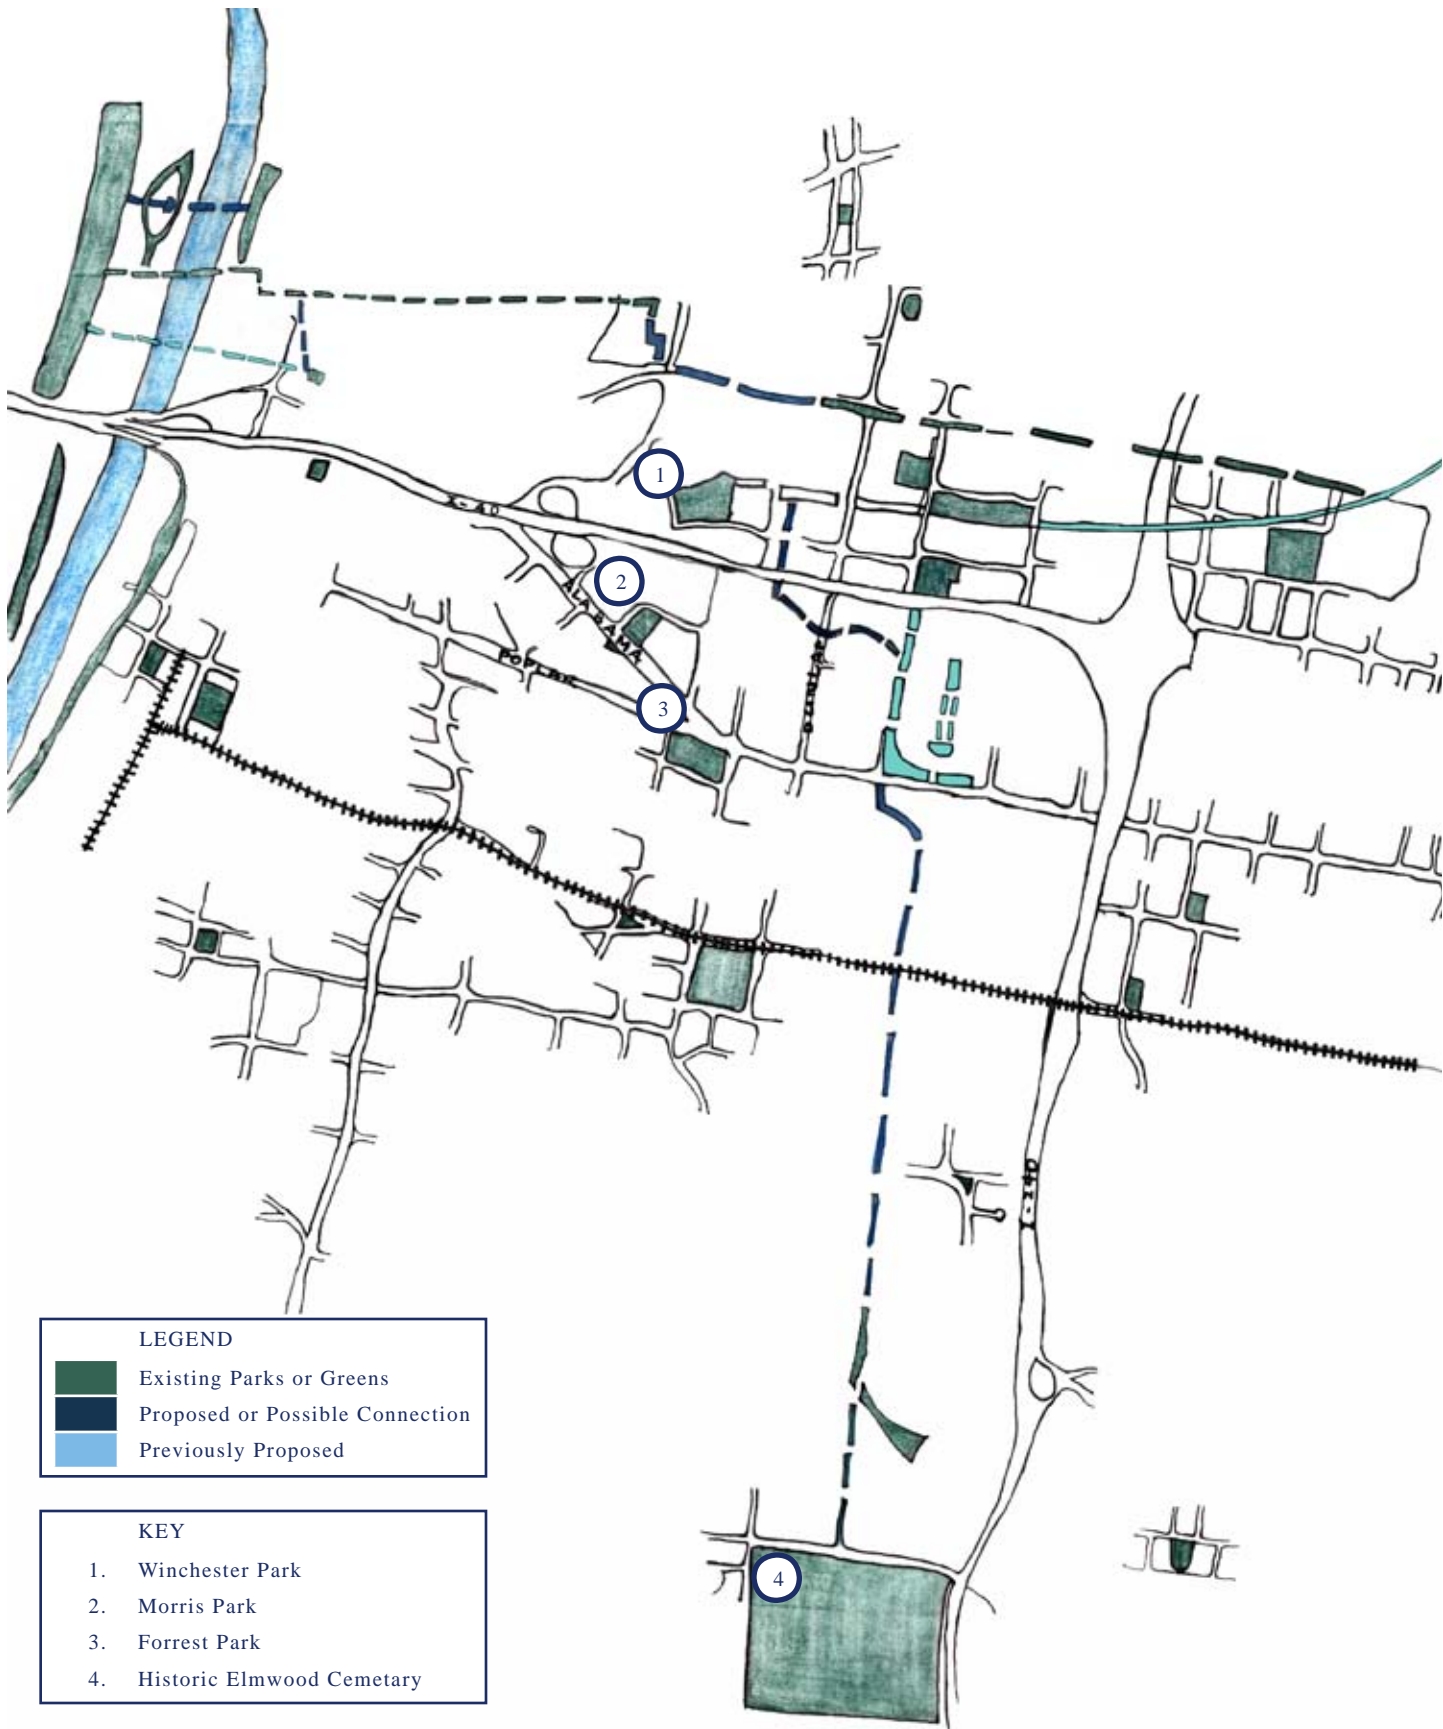 1
I-40
2
ALABAMA
POPLAR
3
I-240
LEGEND
Existing Parks or Greens
Proposed or Possible Connection
Previously Proposed
KEY
1. Winchester Park
2. Morris Park
3. Forrest Park
4. Historic Elmwood Cemetary
4